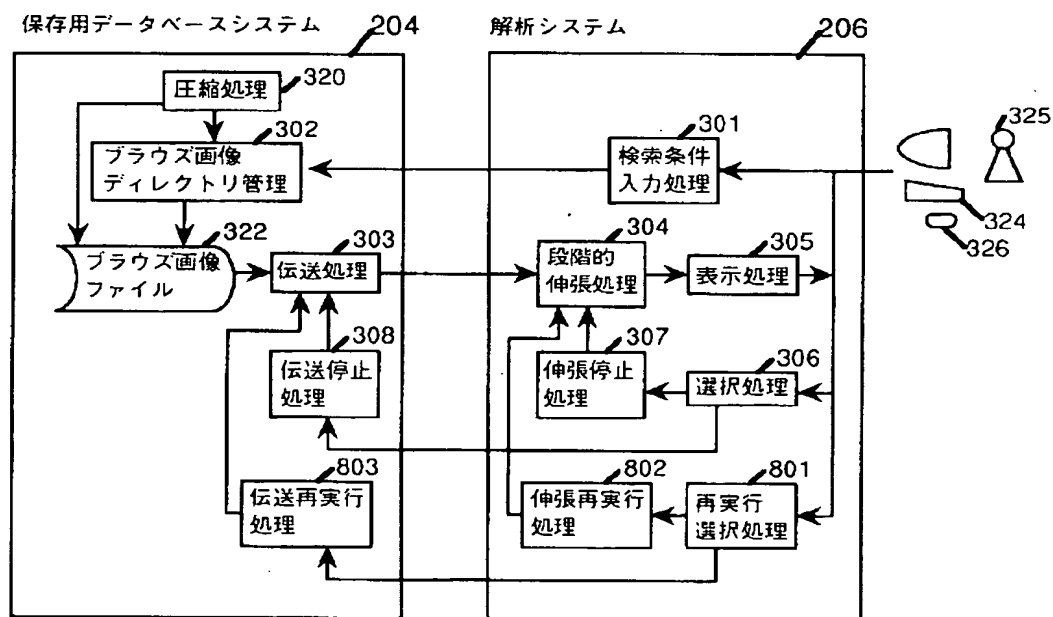 保存用データベースシステム
204
解析システム
206
圧縮処理
320
302
ブラウズ画像
ディレクトリ管理
301
検索条件
入力処理
325
324
326
322
ブラウズ画像
ファイル
303
伝送処理
304
段階的
伸張処理
305
表示処理
308
伝送停止
処理
307
伸張停止
処理
306
選択処理
803
伝送再実行
処理
802
伸張再実行
処理
801
再実行
選択処理